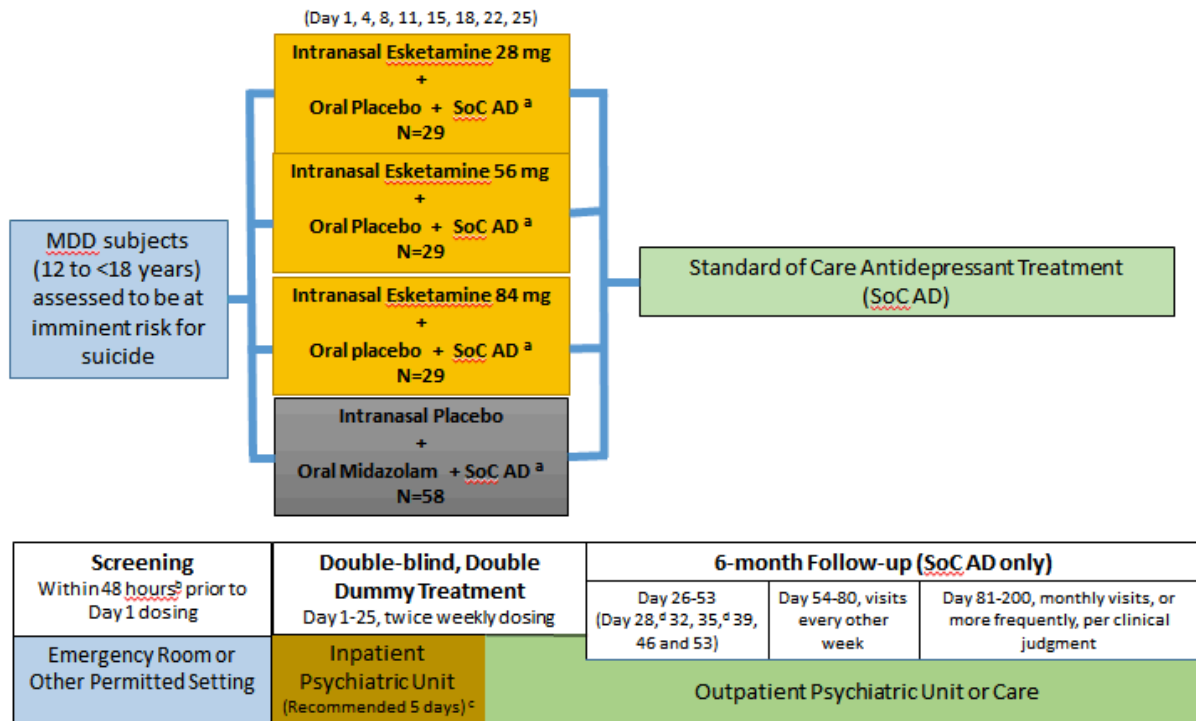 (Day 1, 4, 8, 11, 15, 18, 22, 25)
Intranasal Esketamine 28 mg
+
Oral Placebo + SoC AD a
N=29
Intranasal Esketamine 56 mg
+
Oral Placebo + SoC AD a
N=29
Intranasal Esketamine 84 mg
+
Oral placebo + SoC AD a
N=29
Intranasal Placebo
+
Oral Midazolam + SoC AD a
N=58
MDD subjects
(12 to <18 years)
assessed to be at
imminent risk for
suicide
Standard of Care Antidepressant Treatment
(SoC AD)
Screening
Within 48 hours b prior to
Day 1 dosing
Double-blind, Double
Dummy Treatment
Day 1-25, twice weekly dosing
6-month Follow-up (SoC AD only)
Day 26-53
(Day 28, d 32, 35, d 39,
46 and 53)
Day 54-80, visits
every other
week
Day 81-200, monthly visits, or
more frequently, per clinical
judgment
Emergency Room or
Other Permitted Setting
Inpatient
Psychiatric Unit
(Recommended 5 days) c
Outpatient Psychiatric Unit or Care